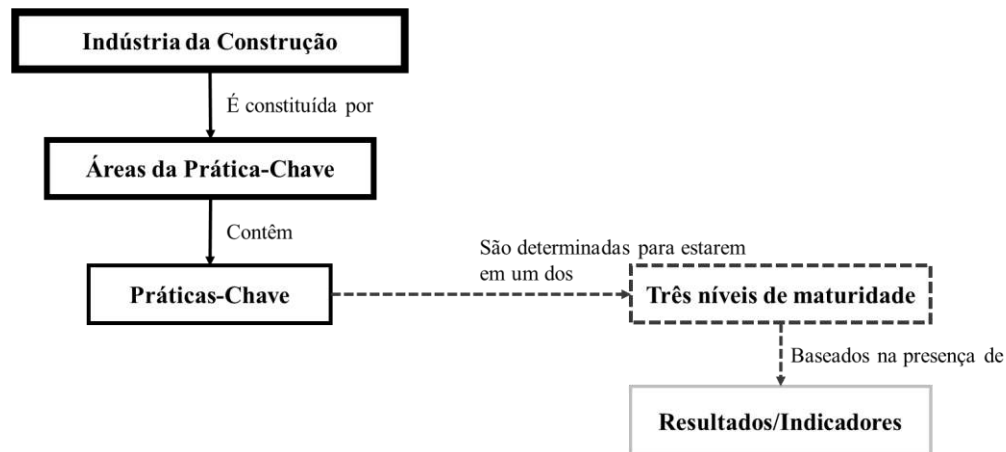 Indústria da Construção
É constituída por
Áreas da Prática-Chave
Contêm
São determinadas para estarem
em um dos
Práticas-Chave
Três níveis de maturidade
Baseados na presença de
Resultados/Indicadores